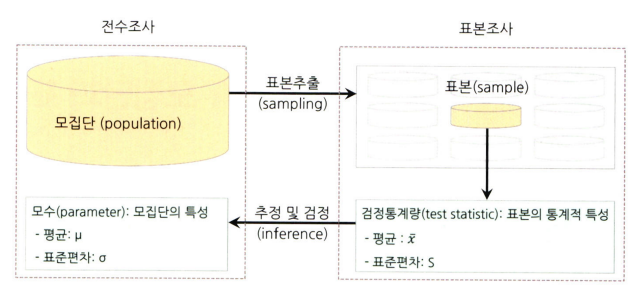 전수조사
표본조사
모집단 (population)
표본추출
(sampling)
표본(sample)
모수(parameter): 모집단의 특성
- 평균: μ
- 표준편차: σ
추정 및 검정
(inference)
검정통계량(test statistic): 표본의 통계적 특성
- 평균 : x̄
- 표준편차: S